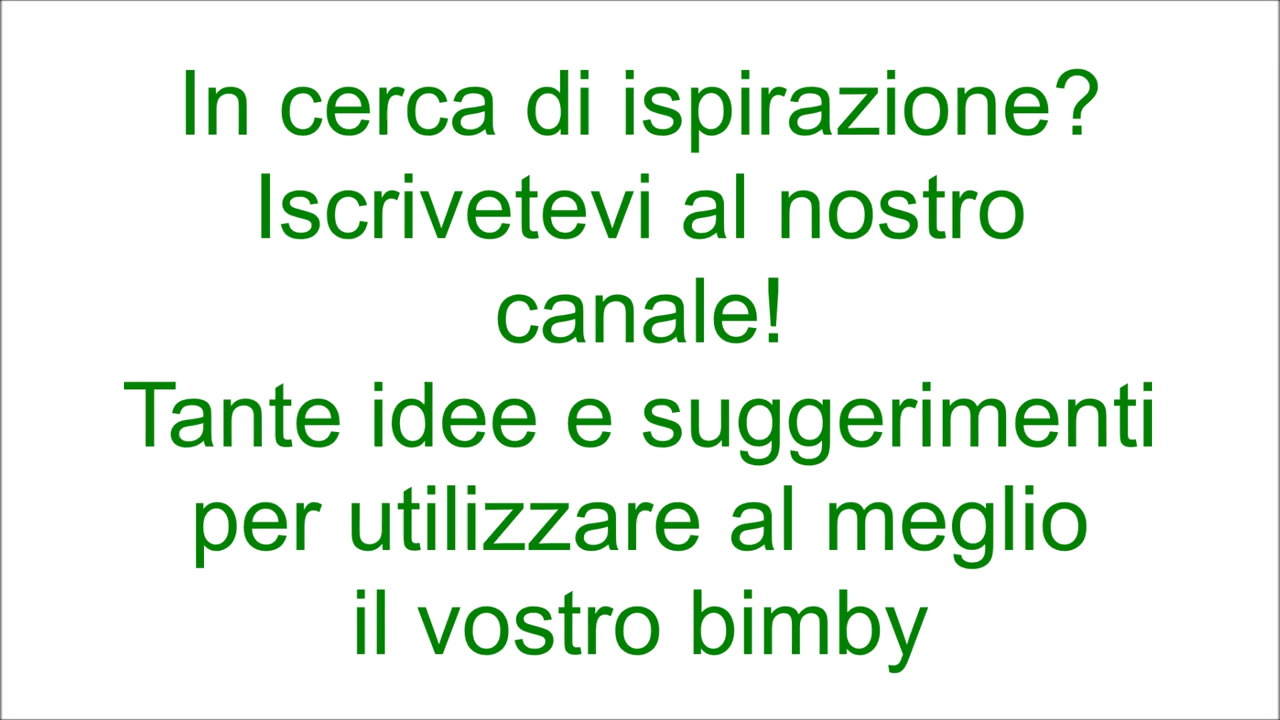 In cerca di ispirazione?
Iscrivetevi al nostro
canale!
Tante idee e suggerimenti
per utilizzare al meglio
il vostro bimby